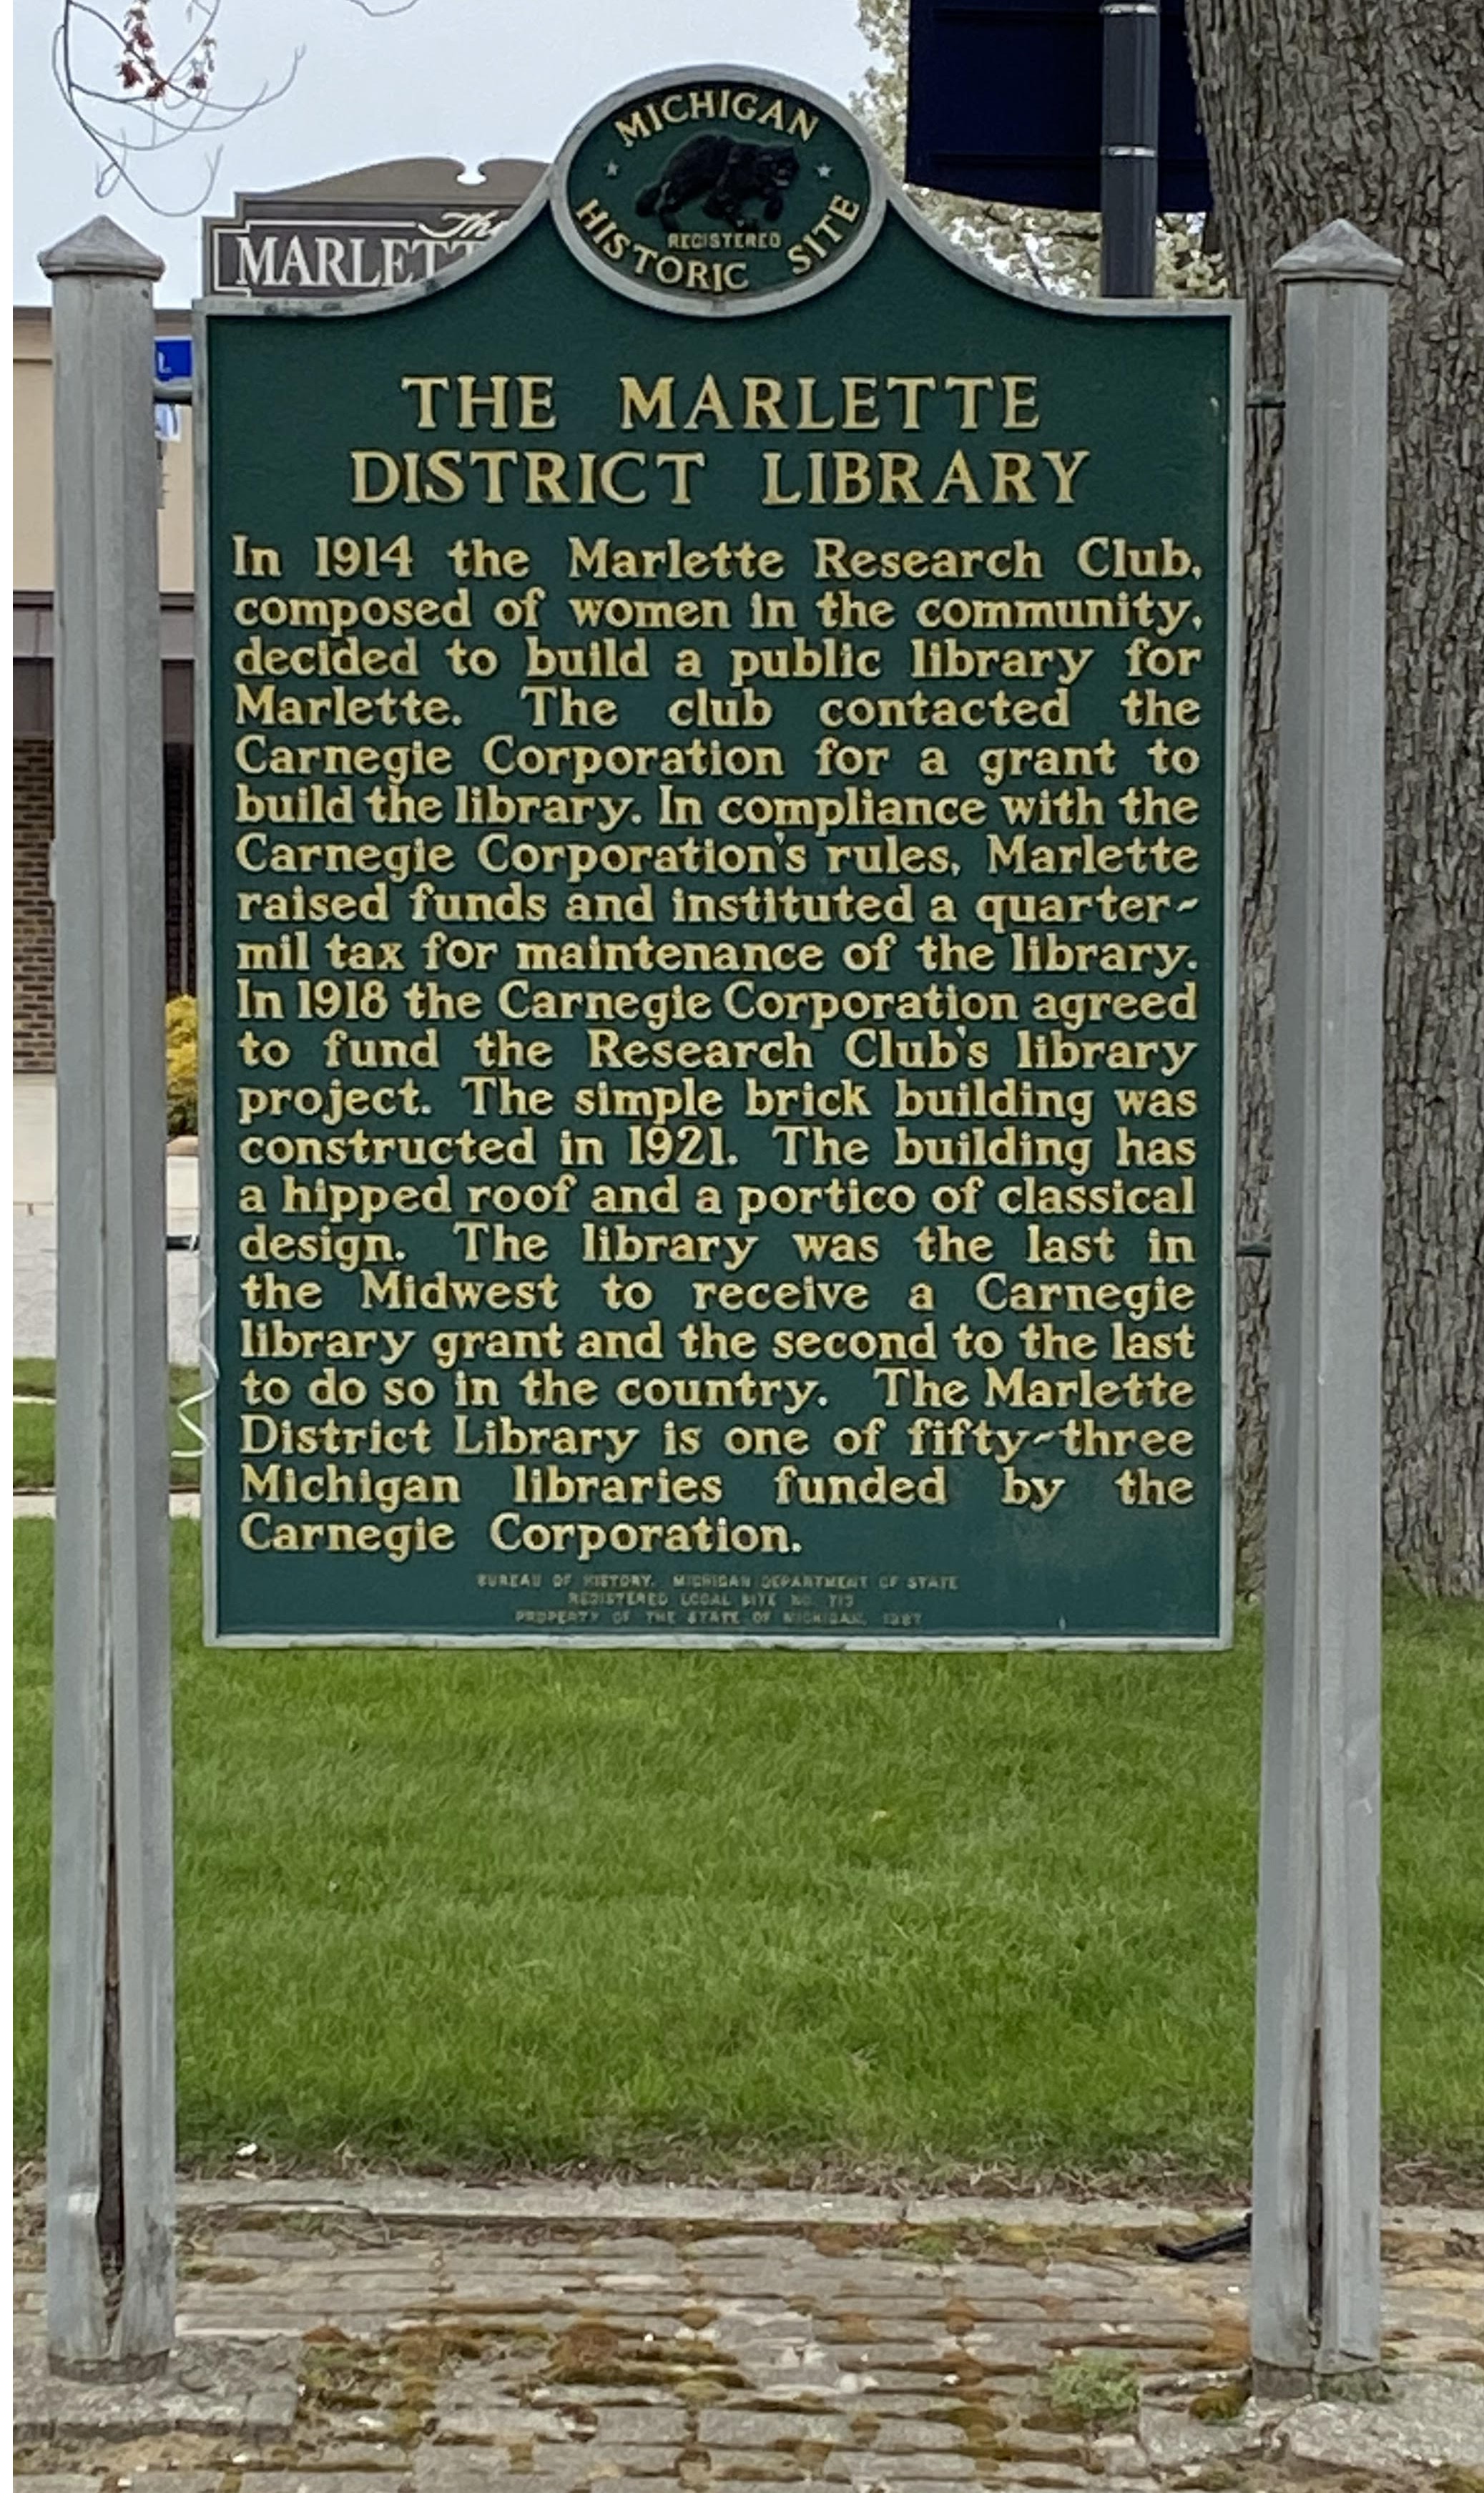 MICHIGAN
REGISTERED
HISTORIC SITE
The
MARLETT
THE MARLETTE
DISTRICT LIBRARY
In 1914 the Marlette Research Club,
composed of women in the community,
decided to build a public library for
Marlette. The club contacted the
Carnegie Corporation for a grant to
build the library. In compliance with the
Carnegie Corporation's rules, Marlette
raised funds and instituted a quarter-
mil tax for maintenance of the library.
In 1918 the Carnegie Corporation agreed
to fund the Research Club's library
project. The simple brick building was
constructed in 1921. The building has
a hipped roof and a portico of classical
design. The library was the last in
the Midwest to receive a Carnegie
library grant and the second to the last
to do so in the country. The Marlette
District Library is one of fifty-three
Michigan libraries funded by the
Carnegie Corporation.
BUREAU OF HISTORY, MICHIGAN DEPARTMENT OF STATE
REGISTERED LOCAL SITE NO.
PROPERTY OF THE STATE OF MICHIGAN, 1987